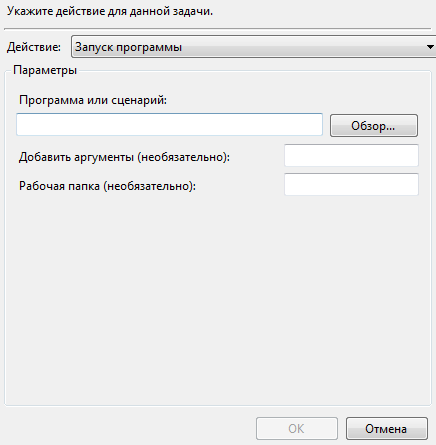 Укажите действие для данной задачи.
Действие: Запуск программы
Параметры
Программа или сценарий:
Обзор...
Добавить аргументы (необязательно):
Рабочая папка (необязательно):
ОК Отмена